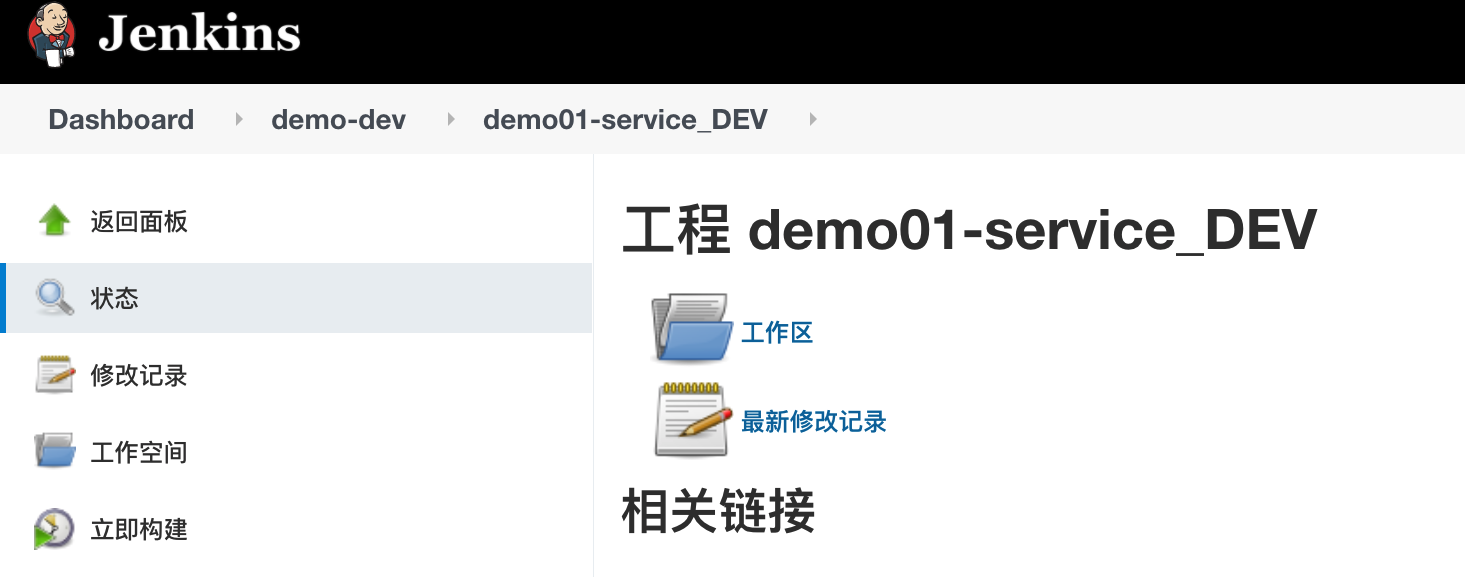 Jenkins
Dashboard demo-dev demo01-service_DEV
返回面板
状态
修改记录
工作空间
立即构建
工程 demo01-service_DEV
工作区
最新修改记录
相关链接